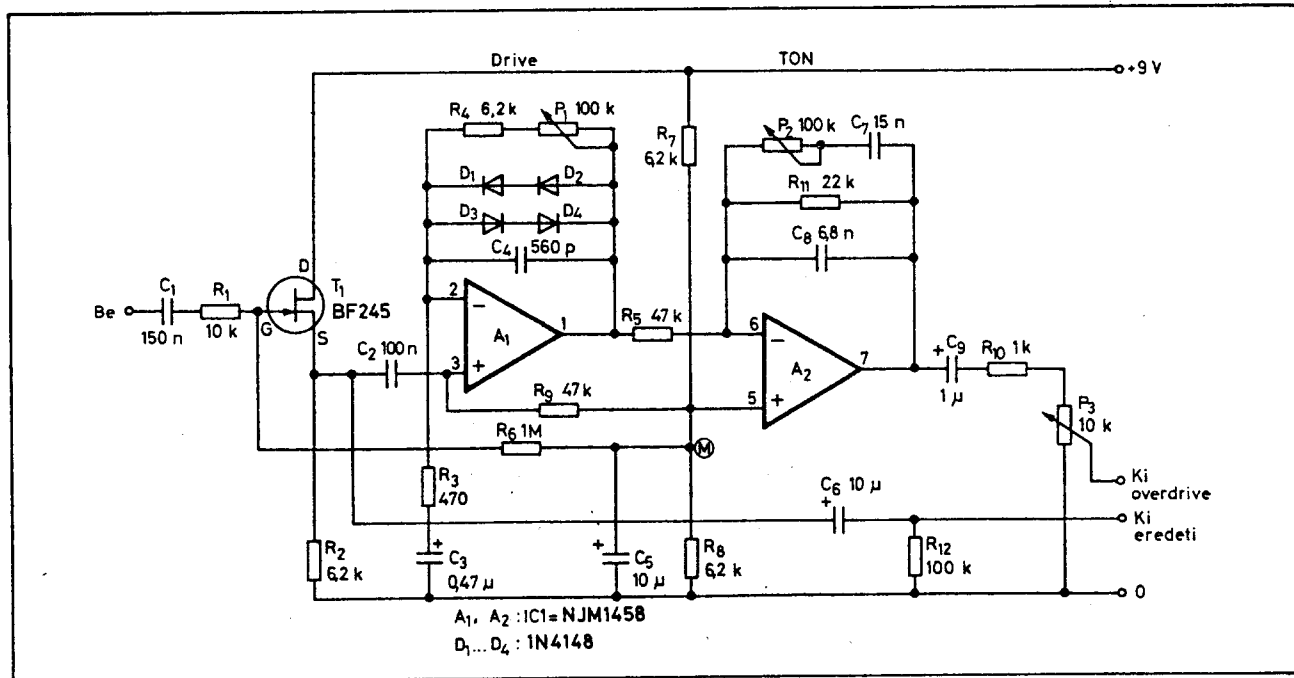 Drive
TON
+9 V
R4 6,2 k
P1 100 k
R7
6,2 k
P2 100 k
C7 15 n
D1
D2
R11 22 k
D3
D4
C8 6,8 n
C4 560 p
D
T1
BF245
C1
R1
Be
150 n
10 k
G
S
2
−
A1
1
3
+
R5 47 k
6
−
A2
7
5
+
C9
+
1 μ
R10 1k
C2 100 n
R9 47 k
P3
10 k
R6 1M
M
R3
470
C6 10 μ
+
Ki
overdrive
Ki
eredeti
R2
6,2 k
+
C3
0,47 μ
+
C5
10 μ
R8
6,2 k
R12
100 k
0
A1, A2 : IC1 = NJM1458
D1...D4 : 1N4148